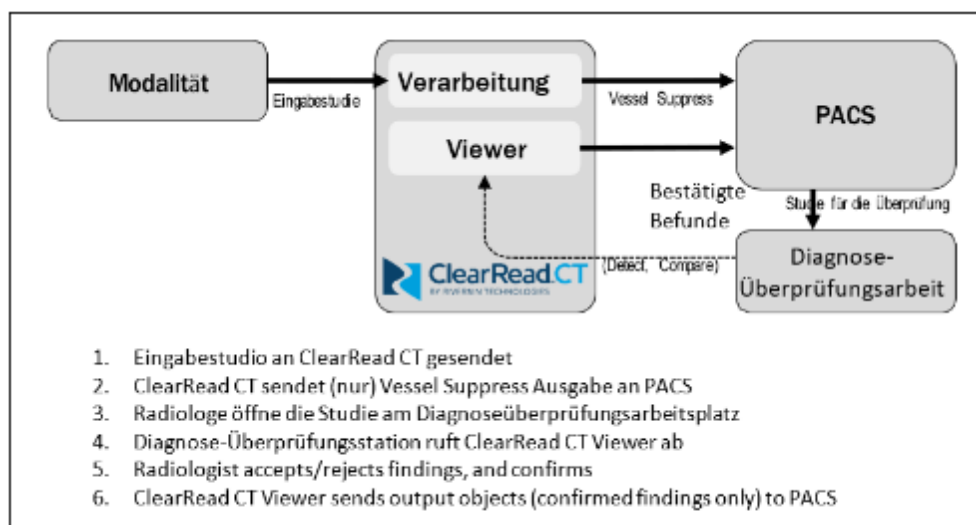 Modalität
Eingabestudie
Verarbeitung
Viewer
Vessel Suppress
PACS
Bestätigte
Befunde
Studie für die Überprüfung
(Detect, Compare)
Diagnose-
Überprüfungsarbeit
ClearRead.CT
BY RIVERAIN TECHNOLOGIES
1. Eingabestudio an ClearRead CT gesendet
2. ClearRead CT sendet (nur) Vessel Suppress Ausgabe an PACS
3. Radiologe öffne die Studie am Diagnoseüberprüfungsarbeitsplatz
4. Diagnose-Überprüfungsstation ruft ClearRead CT Viewer ab
5. Radiologist accepts/rejects findings, and confirms
6. ClearRead CT Viewer sends output objects (confirmed findings only) to PACS